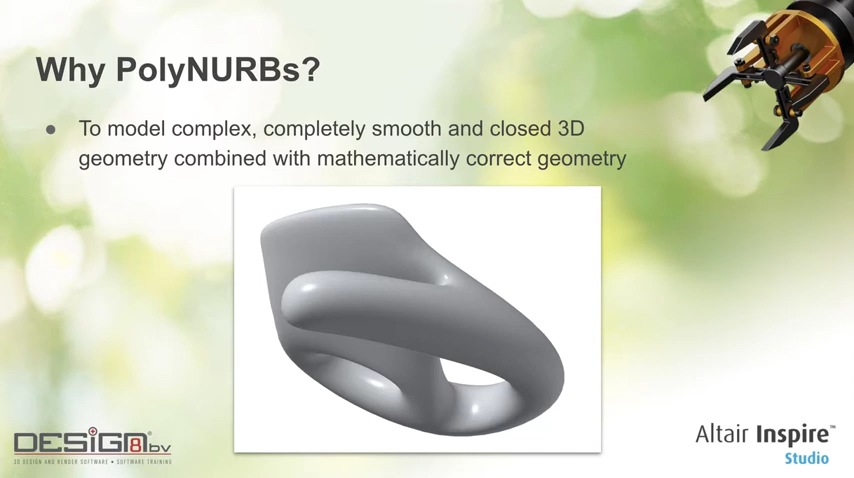 Why PolyNURBs?
● To model complex, completely smooth and closed 3D
geometry combined with mathematically correct geometry
DESIGN8bv
3D DESIGN AND RENDER SOFTWARE • SOFTWARE TRAINING
Altair Inspire™
Studio